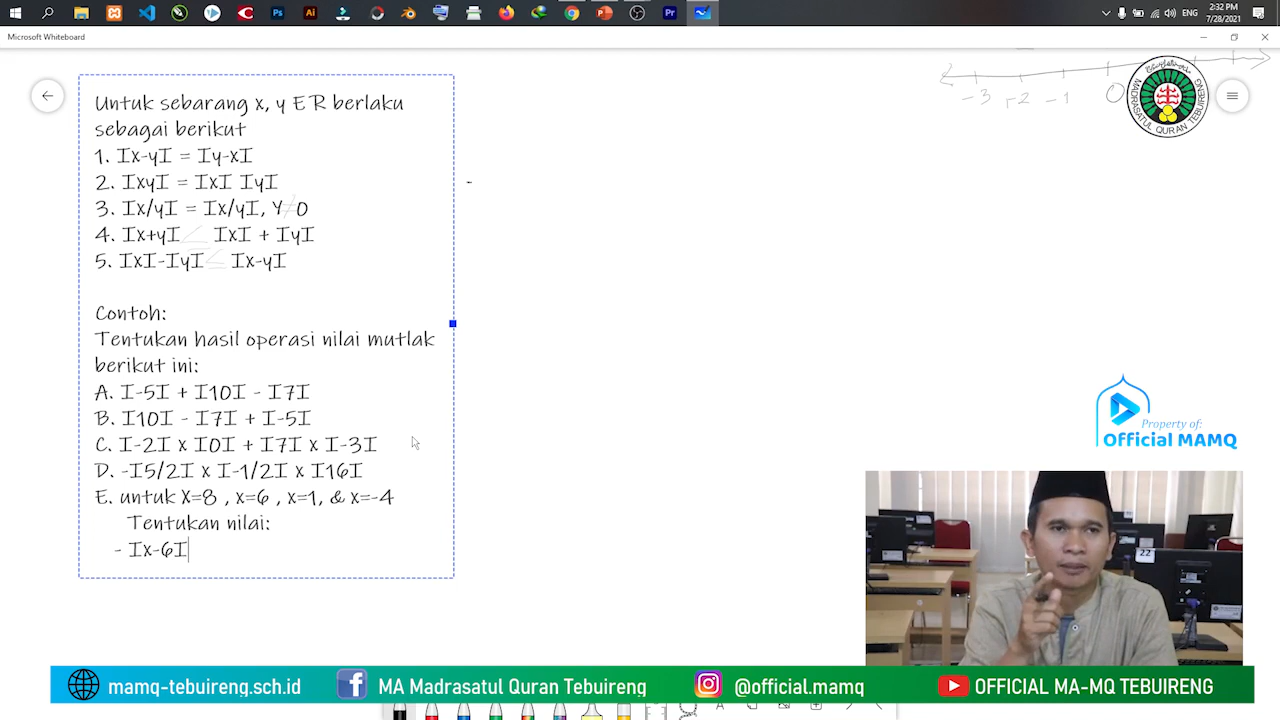 2:32 PM
ENG
7/28/2021
Microsoft Whiteboard
-3 -2 -1 0
MADRASATUL QUR'AN TEBUIRENG
Untuk sebarang x, y E R berlaku
sebagai berikut
1. Ix-yI = Iy-xI
2. IxyI = IxI IyI
3. Ix/yI = Ix/yI, Y≠0
4. Ix+yI ≤ IxI + IyI
5. IxI-IyI ≤ Ix-yI
Contoh:
Tentukan hasil operasi nilai mutlak
berikut ini:
A. I-5I + I10I - I7I
B. I10I - I7I + I-5I
C. I-2I x I0I + I7I x I-3I
D. -I5/2I x I-1/2I x I16I
E. untuk X=8 , x=6 , x=1, & x=-4
Tentukan nilai:
- Ix-6I
Property of:
Official MAMQ
22
mamq-tebuireng.sch.id
MA Madrasatul Quran Tebuireng
@official.mamq
OFFICIAL MA-MQ TEBUIRENG